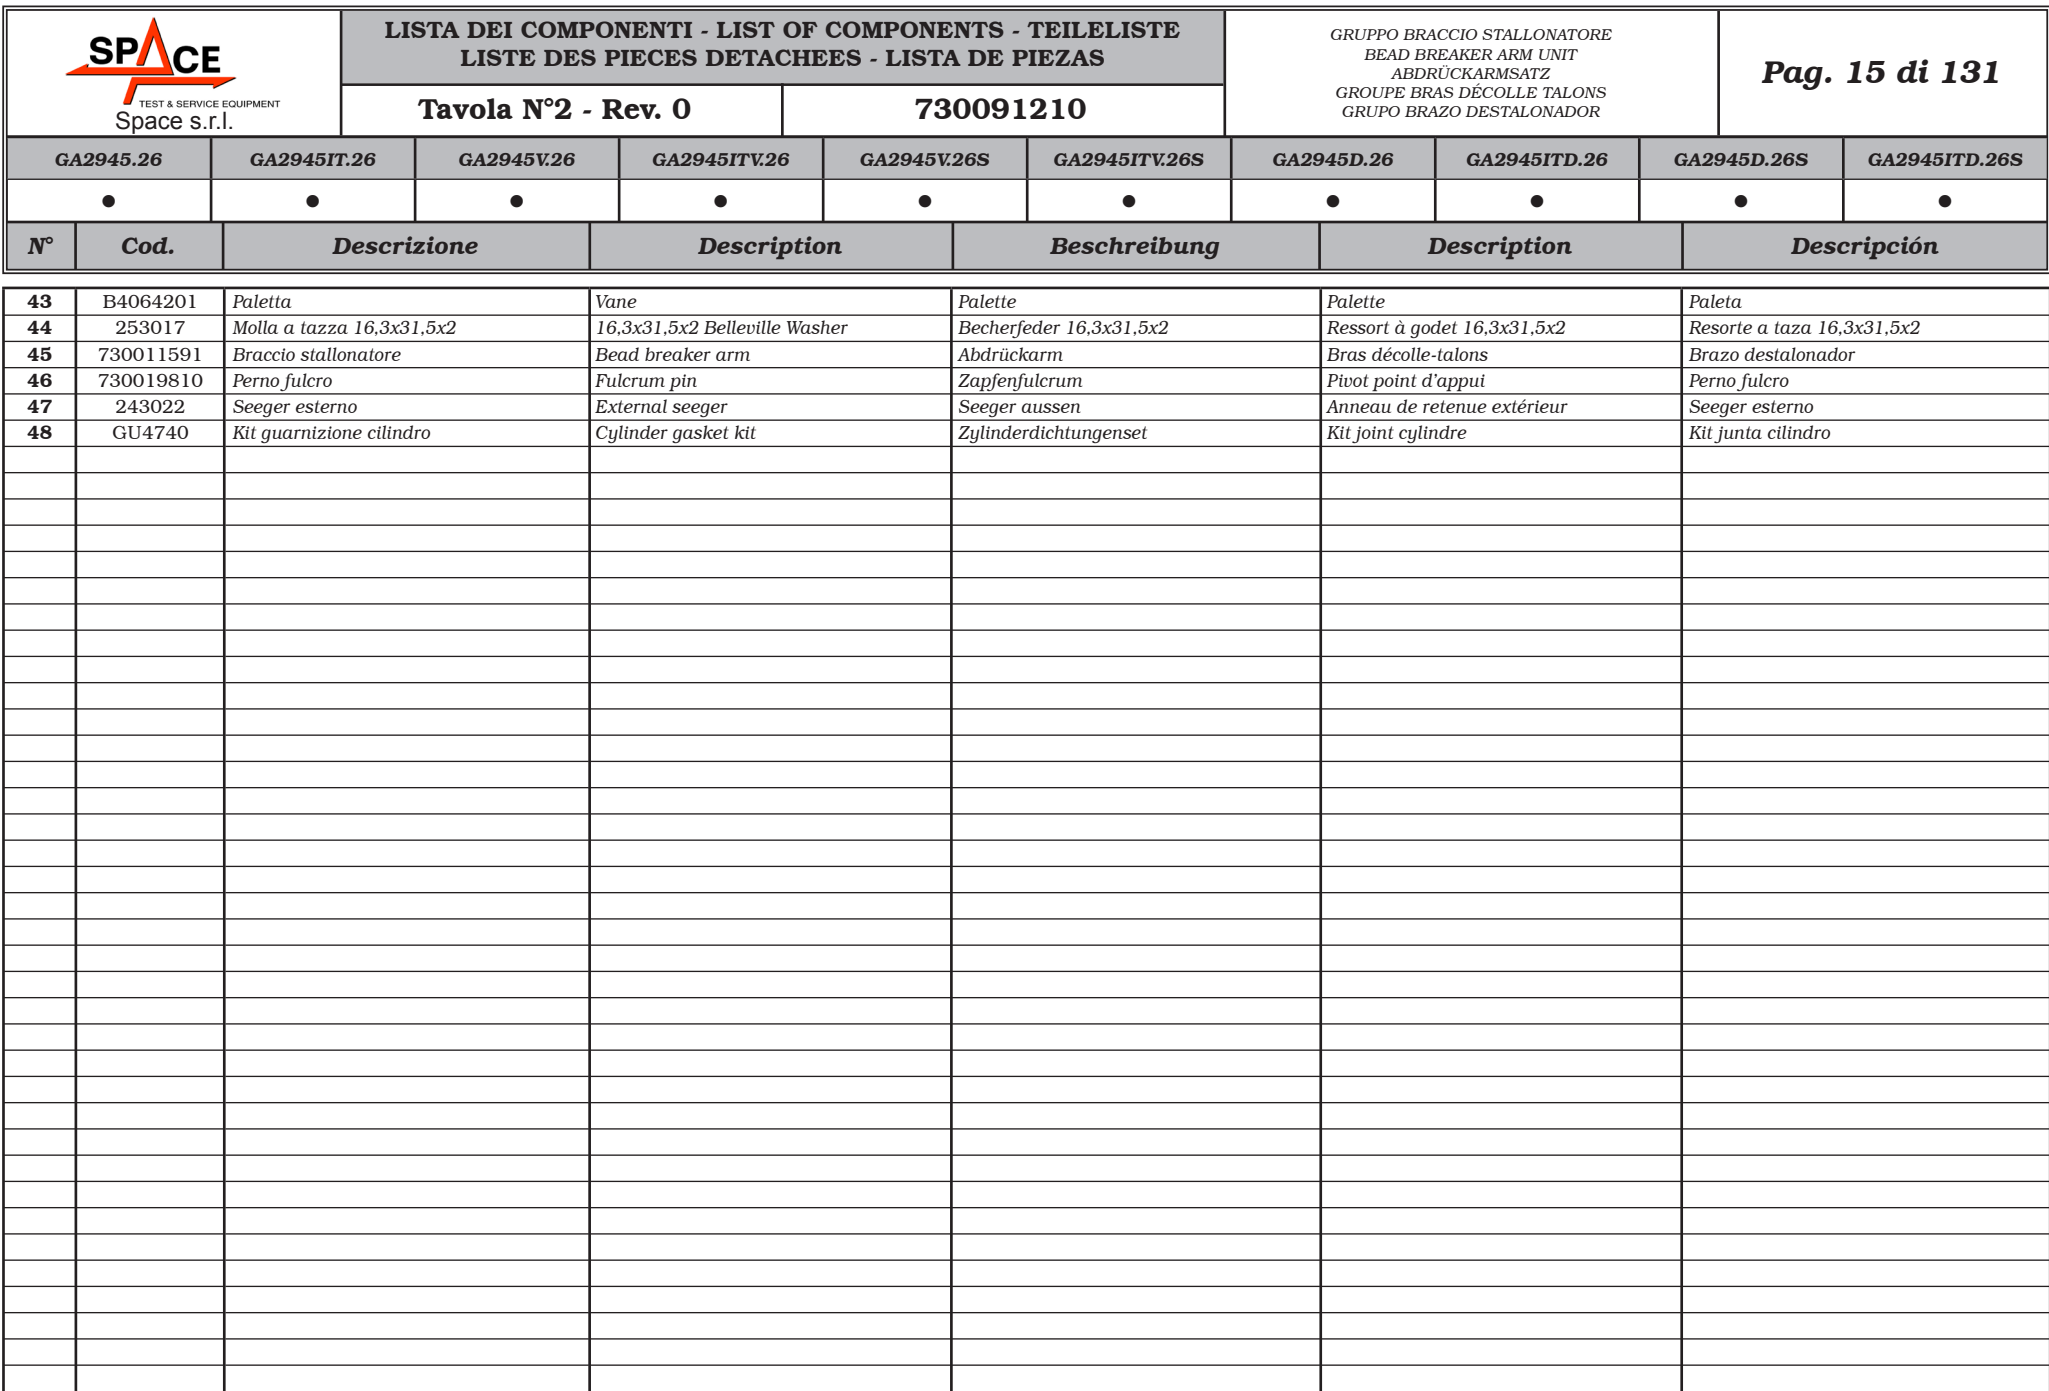 SPACE
TEST & SERVICE EQUIPMENT
Space s.r.l.
LISTA DEI COMPONENTI - LIST OF COMPONENTS - TEILELISTE
LISTE DES PIECES DETACHEES - LISTA DE PIEZAS
Tavola N°2 - Rev. 0 730091210
GRUPPO BRACCIO STALLONATORE
BEAD BREAKER ARM UNIT
ABDRÜCKARMSATZ
GROUPE BRAS DÉCOLLE TALONS
GRUPO BRAZO DESTALONADOR
Pag. 15 di 131
GA2945.26 GA2945IT.26 GA2945V.26 GA2945ITV.26 GA2945V.26S GA2945ITV.26S GA2945D.26 GA2945ITD.26 GA2945D.26S GA2945ITD.26S
● ● ● ● ● ● ● ● ● ●
N° Cod. Descrizione Description Beschreibung Description Descripción
43 B4064201 Paletta Vane Palette Palette Paleta
44 253017 Molla a tazza 16,3x31,5x2 16,3x31,5x2 Belleville Washer Becherfeder 16,3x31,5x2 Ressort à godet 16,3x31,5x2 Resorte a taza 16,3x31,5x2
45 730011591 Braccio stallonatore Bead breaker arm Abdrückarm Bras décolle-talons Brazo destalonador
46 730019810 Perno fulcro Fulcrum pin Zapfenfulcrum Pivot point d'appui Perno fulcro
47 243022 Seeger esterno External seeger Seeger aussen Anneau de retenue extérieur Seeger esterno
48 GU4740 Kit guarnizione cilindro Cylinder gasket kit Zylinderdichtungenset Kit joint cylindre Kit junta cilindro